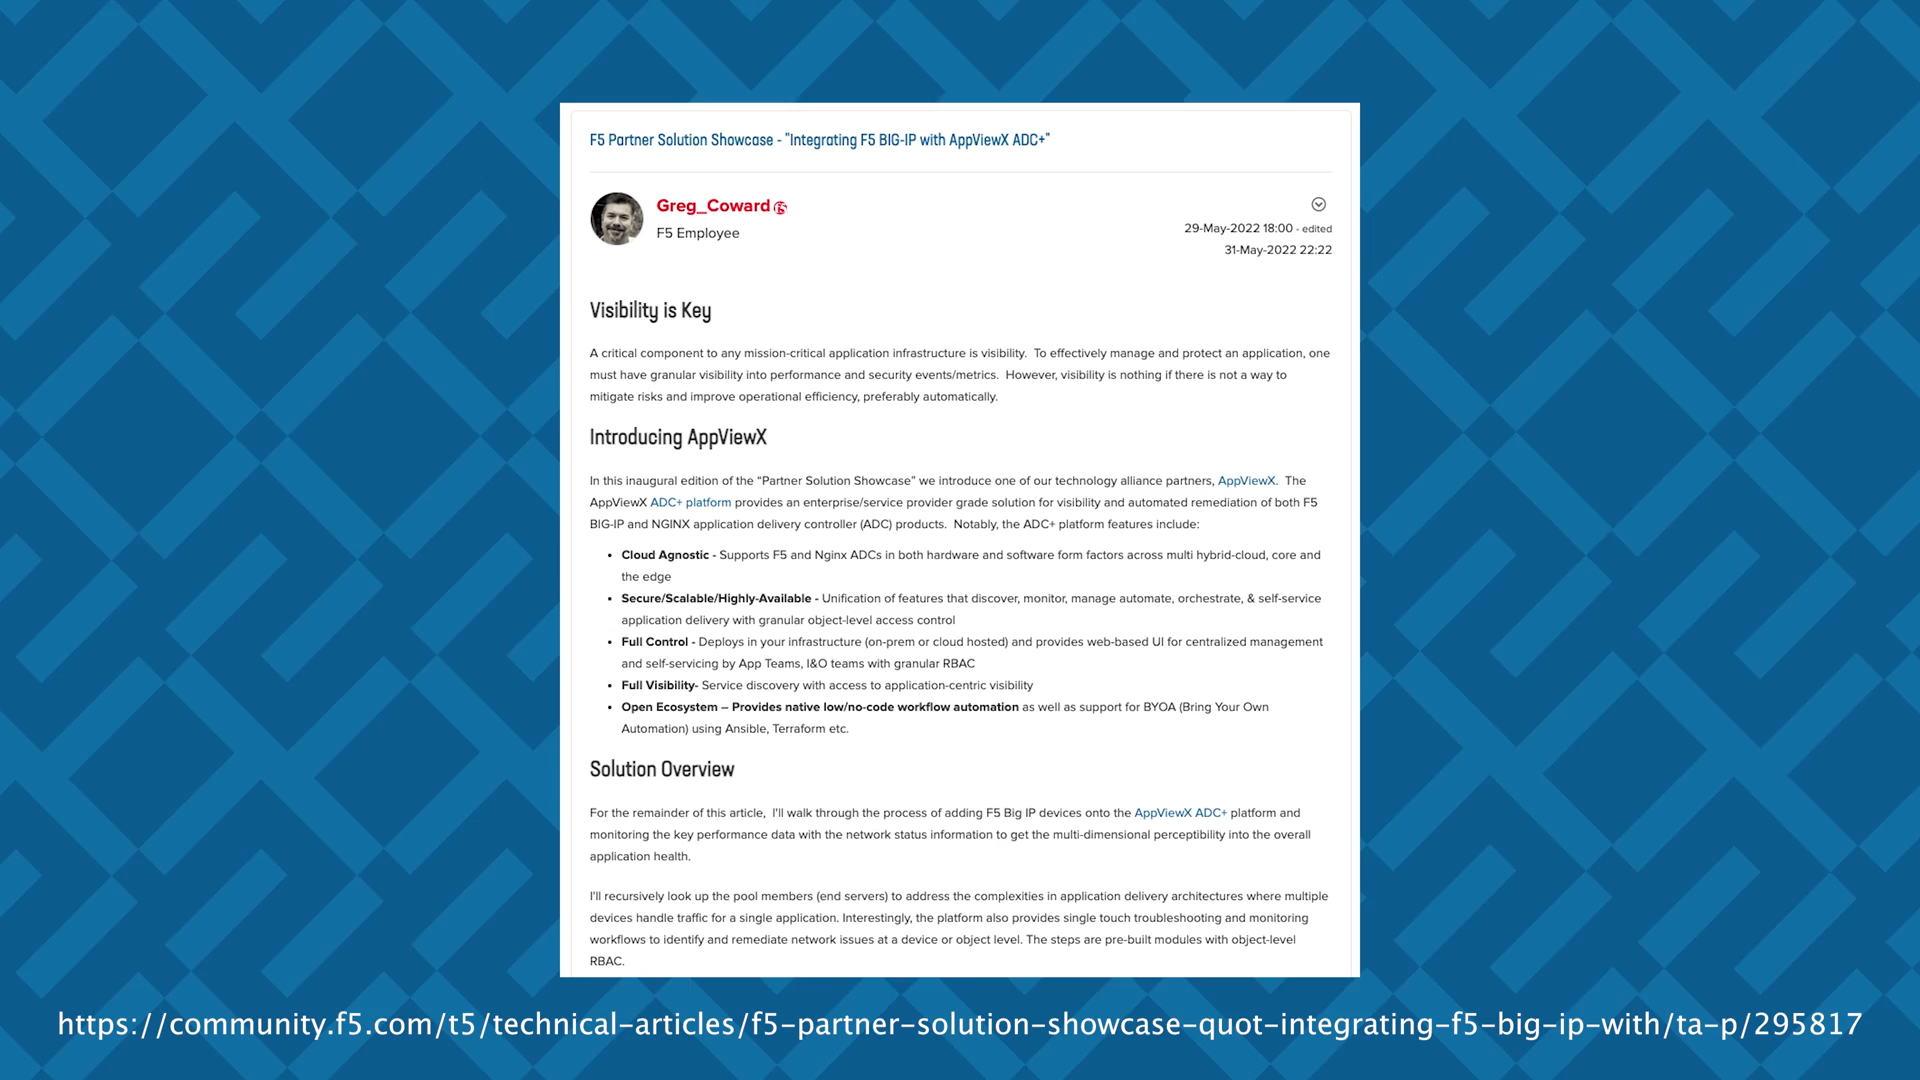 F5 Partner Solution Showcase - "Integrating F5 BIG-IP with AppViewX ADC+"
Greg_Coward
F5 Employee
29-May-2022 18:00 - edited
31-May-2022 22:22
Visibility is Key
A critical component to any mission-critical application infrastructure is visibility.  To effectively manage and protect an application, one
must have granular visibility into performance and security events/metrics.  However, visibility is nothing if there is not a way to
mitigate risks and improve operational efficiency, preferably automatically.
Introducing AppViewX
In this inaugural edition of the “Partner Solution Showcase” we introduce one of our technology alliance partners, AppViewX.  The
AppViewX ADC+ platform provides an enterprise/service provider grade solution for visibility and automated remediation of both F5
BIG-IP and NGINX application delivery controller (ADC) products.  Notably, the ADC+ platform features include:
• Cloud Agnostic - Supports F5 and Nginx ADCs in both hardware and software form factors across multi hybrid-cloud, core and
the edge
• Secure/Scalable/Highly-Available - Unification of features that discover, monitor, manage automate, orchestrate, & self-service
application delivery with granular object-level access control
• Full Control - Deploys in your infrastructure (on-prem or cloud hosted) and provides web-based UI for centralized management
and self-servicing by App Teams, I&O teams with granular RBAC
• Full Visibility- Service discovery with access to application-centric visibility
• Open Ecosystem – Provides native low/no-code workflow automation as well as support for BYOA (Bring Your Own
Automation) using Ansible, Terraform etc.
Solution Overview
For the remainder of this article,  I'll walk through the process of adding F5 Big IP devices onto the AppViewX ADC+ platform and
monitoring the key performance data with the network status information to get the multi-dimensional perceptibility into the overall
application health.
I'll recursively look up the pool members (end servers) to address the complexities in application delivery architectures where multiple
devices handle traffic for a single application. Interestingly, the platform also provides single touch troubleshooting and monitoring
workflows to identify and remediate network issues at a device or object level. The steps are pre-built modules with object-level
RBAC.
https://community.f5.com/t5/technical-articles/f5-partner-solution-showcase-quot-integrating-f5-big-ip-with/ta-p/295817